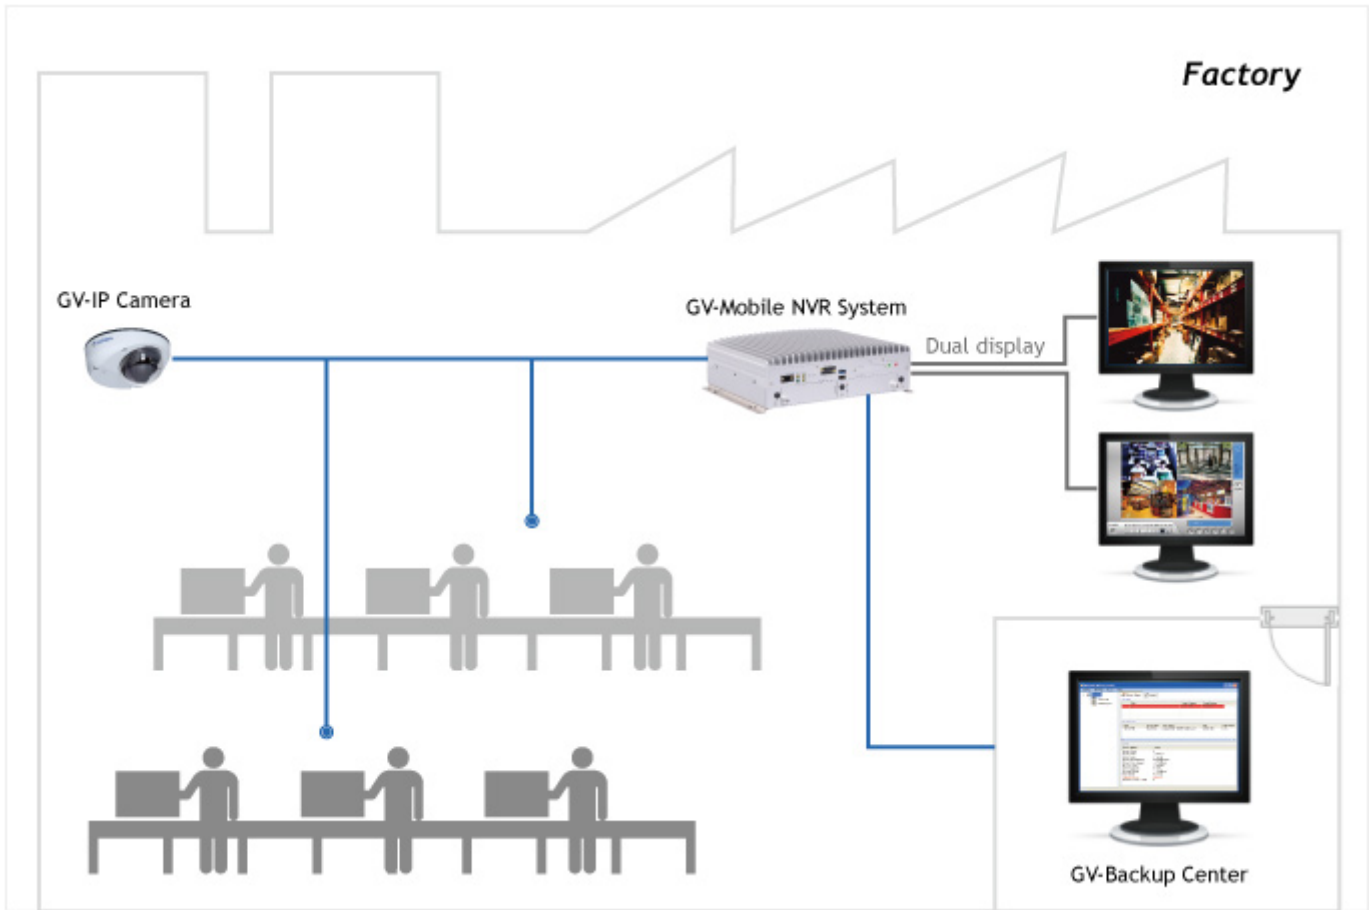 Factory
GV-IP Camera
GV-Mobile NVR System
Dual display
GV-Backup Center